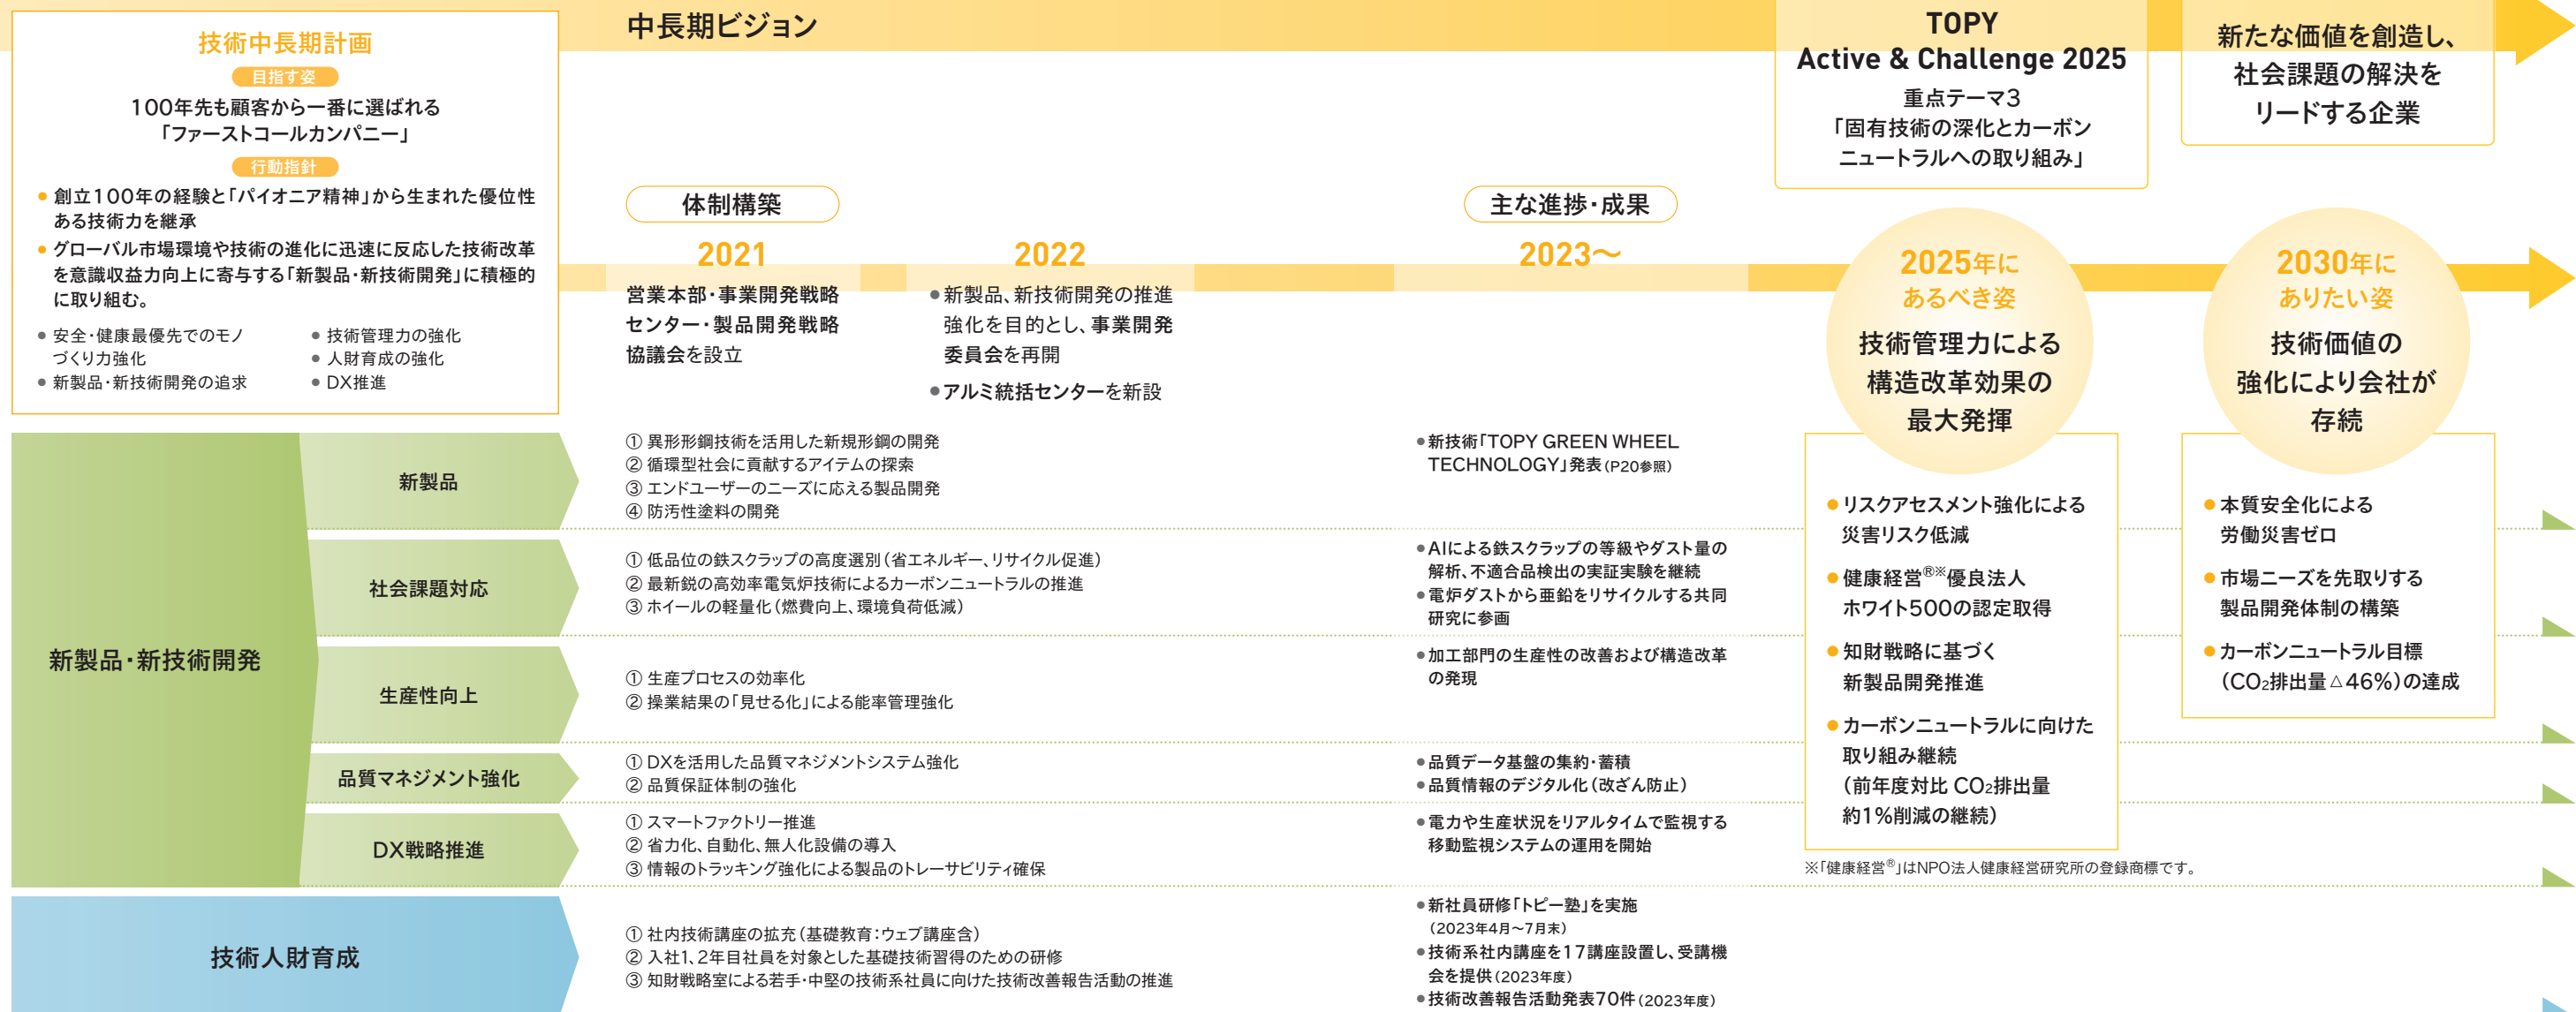 技術中長期計画
目指す姿
100年先も顧客から一番に選ばれる
「ファーストコールカンパニー」
行動指針
● 創立100年の経験と「パイオニア精神」から生まれた優位性
ある技術力を継承
● グローバル市場環境や技術の進化に迅速に反応した技術改革
を意識収益力向上に寄与する「新製品・新技術開発」に積極的
に取り組む。
● 安全・健康最優先でのモノ
づくり力強化
● 新製品・新技術開発の追求
● 技術管理力の強化
● 人財育成の強化
● DX推進
中長期ビジョン
TOPY
Active & Challenge 2025
重点テーマ3
「固有技術の深化とカーボン
ニュートラルへの取り組み」
新たな価値を創造し、
社会課題の解決を
リードする企業
体制構築
2021
営業本部・事業開発戦略
センター・製品開発戦略
協議会を設立
2022
●新製品、新技術開発の推進
強化を目的とし、事業開発
委員会を再開
●アルミ統括センターを新設
主な進捗・成果
2023〜
2025年に
あるべき姿
技術管理力による
構造改革効果の
最大発揮
2030年に
ありたい姿
技術価値の
強化により会社が
存続
新製品・新技術開発
新製品
① 異形形鋼技術を活用した新規形鋼の開発
② 循環型社会に貢献するアイテムの探索
③ エンドユーザーのニーズに応える製品開発
④ 防汚性塗料の開発
●新技術「TOPY GREEN WHEEL
TECHNOLOGY」発表（P20参照）
社会課題対応
① 低品位の鉄スクラップの高度選別（省エネルギー、リサイクル促進）
② 最新鋭の高効率電気炉技術によるカーボンニュートラルの推進
③ ホイールの軽量化（燃費向上、環境負荷低減）
●AIによる鉄スクラップの等級やダスト量の
解析、不適合品検出の実証実験を継続
●電炉ダストから亜鉛をリサイクルする共同
研究に参画
生産性向上
① 生産プロセスの効率化
② 操業結果の「見せる化」による能率管理強化
●加工部門の生産性の改善および構造改革
の発現
品質マネジメント強化
① DXを活用した品質マネジメントシステム強化
② 品質保証体制の強化
●品質データ基盤の集約・蓄積
●品質情報のデジタル化（改ざん防止）
DX戦略推進
① スマートファクトリー推進
② 省力化、自動化、無人化設備の導入
③ 情報のトラッキング強化による製品のトレーサビリティ確保
●電力や生産状況をリアルタイムで監視する
移動監視システムの運用を開始
● リスクアセスメント強化による
災害リスク低減
● 健康経営®※優良法人
ホワイト500の認定取得
● 知財戦略に基づく
新製品開発推進
● カーボンニュートラルに向けた
取り組み継続
（前年度対比 CO₂排出量
約1%削減の継続）
● 本質安全化による
労働災害ゼロ
● 市場ニーズを先取りする
製品開発体制の構築
● カーボンニュートラル目標
（CO₂排出量△46%）の達成
※「健康経営®」はNPO法人健康経営研究所の登録商標です。
技術人財育成
① 社内技術講座の拡充（基礎教育：ウェブ講座含）
② 入社1、2年目社員を対象とした基礎技術習得のための研修
③ 知財戦略室による若手・中堅の技術系社員に向けた技術改善報告活動の推進
●新社員研修「トピー塾」を実施
（2023年4月〜7月末）
●技術系社内講座を17講座設置し、受講機
会を提供（2023年度）
●技術改善報告活動発表70件（2023年度）